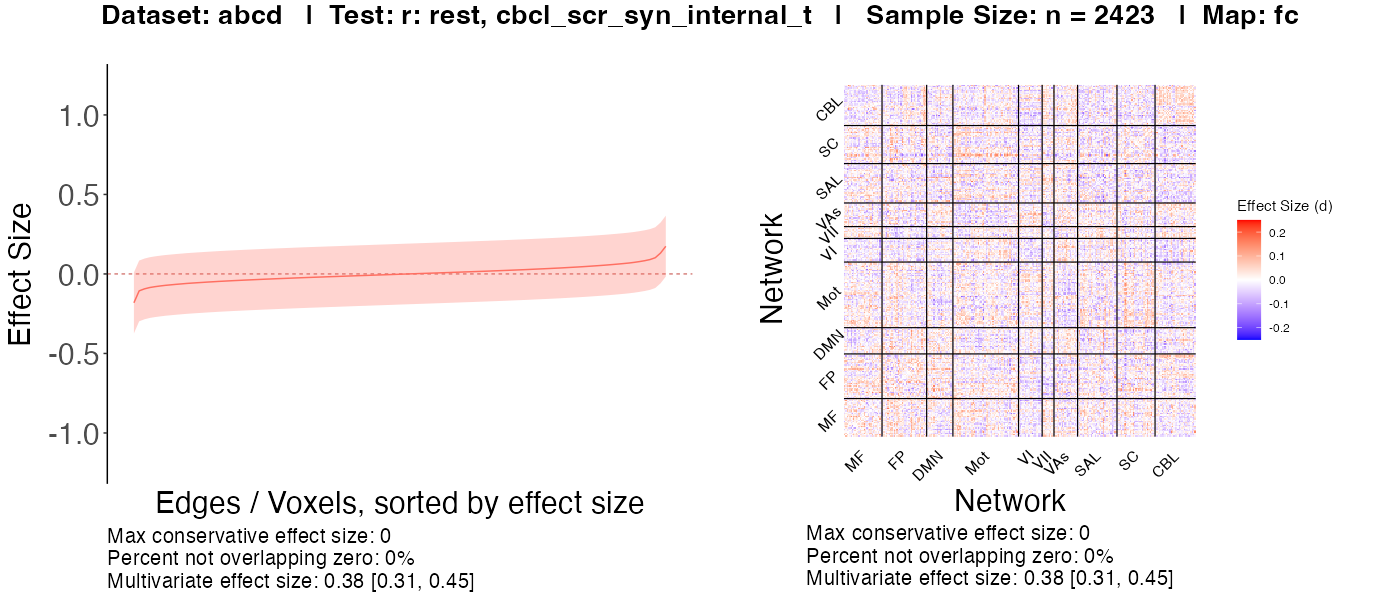 Dataset: abcd | Test: r: rest, cbcl_scr_syn_internal_t | Sample Size: n = 2423 | Map: fc
Effect Size
1.0
0.5
0.0
-0.5
-1.0
Edges / Voxels, sorted by effect size
Max conservative effect size: 0
Percent not overlapping zero: 0%
Multivariate effect size: 0.38 [0.31, 0.45]
Network
CBL
SC
SAL
VAs
VII
VI
Mot
DMN
FP
MF
MF FP DMN Mot VI VII VAs SAL SC CBL
Network
Max conservative effect size: 0
Percent not overlapping zero: 0%
Multivariate effect size: 0.38 [0.31, 0.45]
Effect Size (d)
0.2
0.1
0.0
-0.1
-0.2